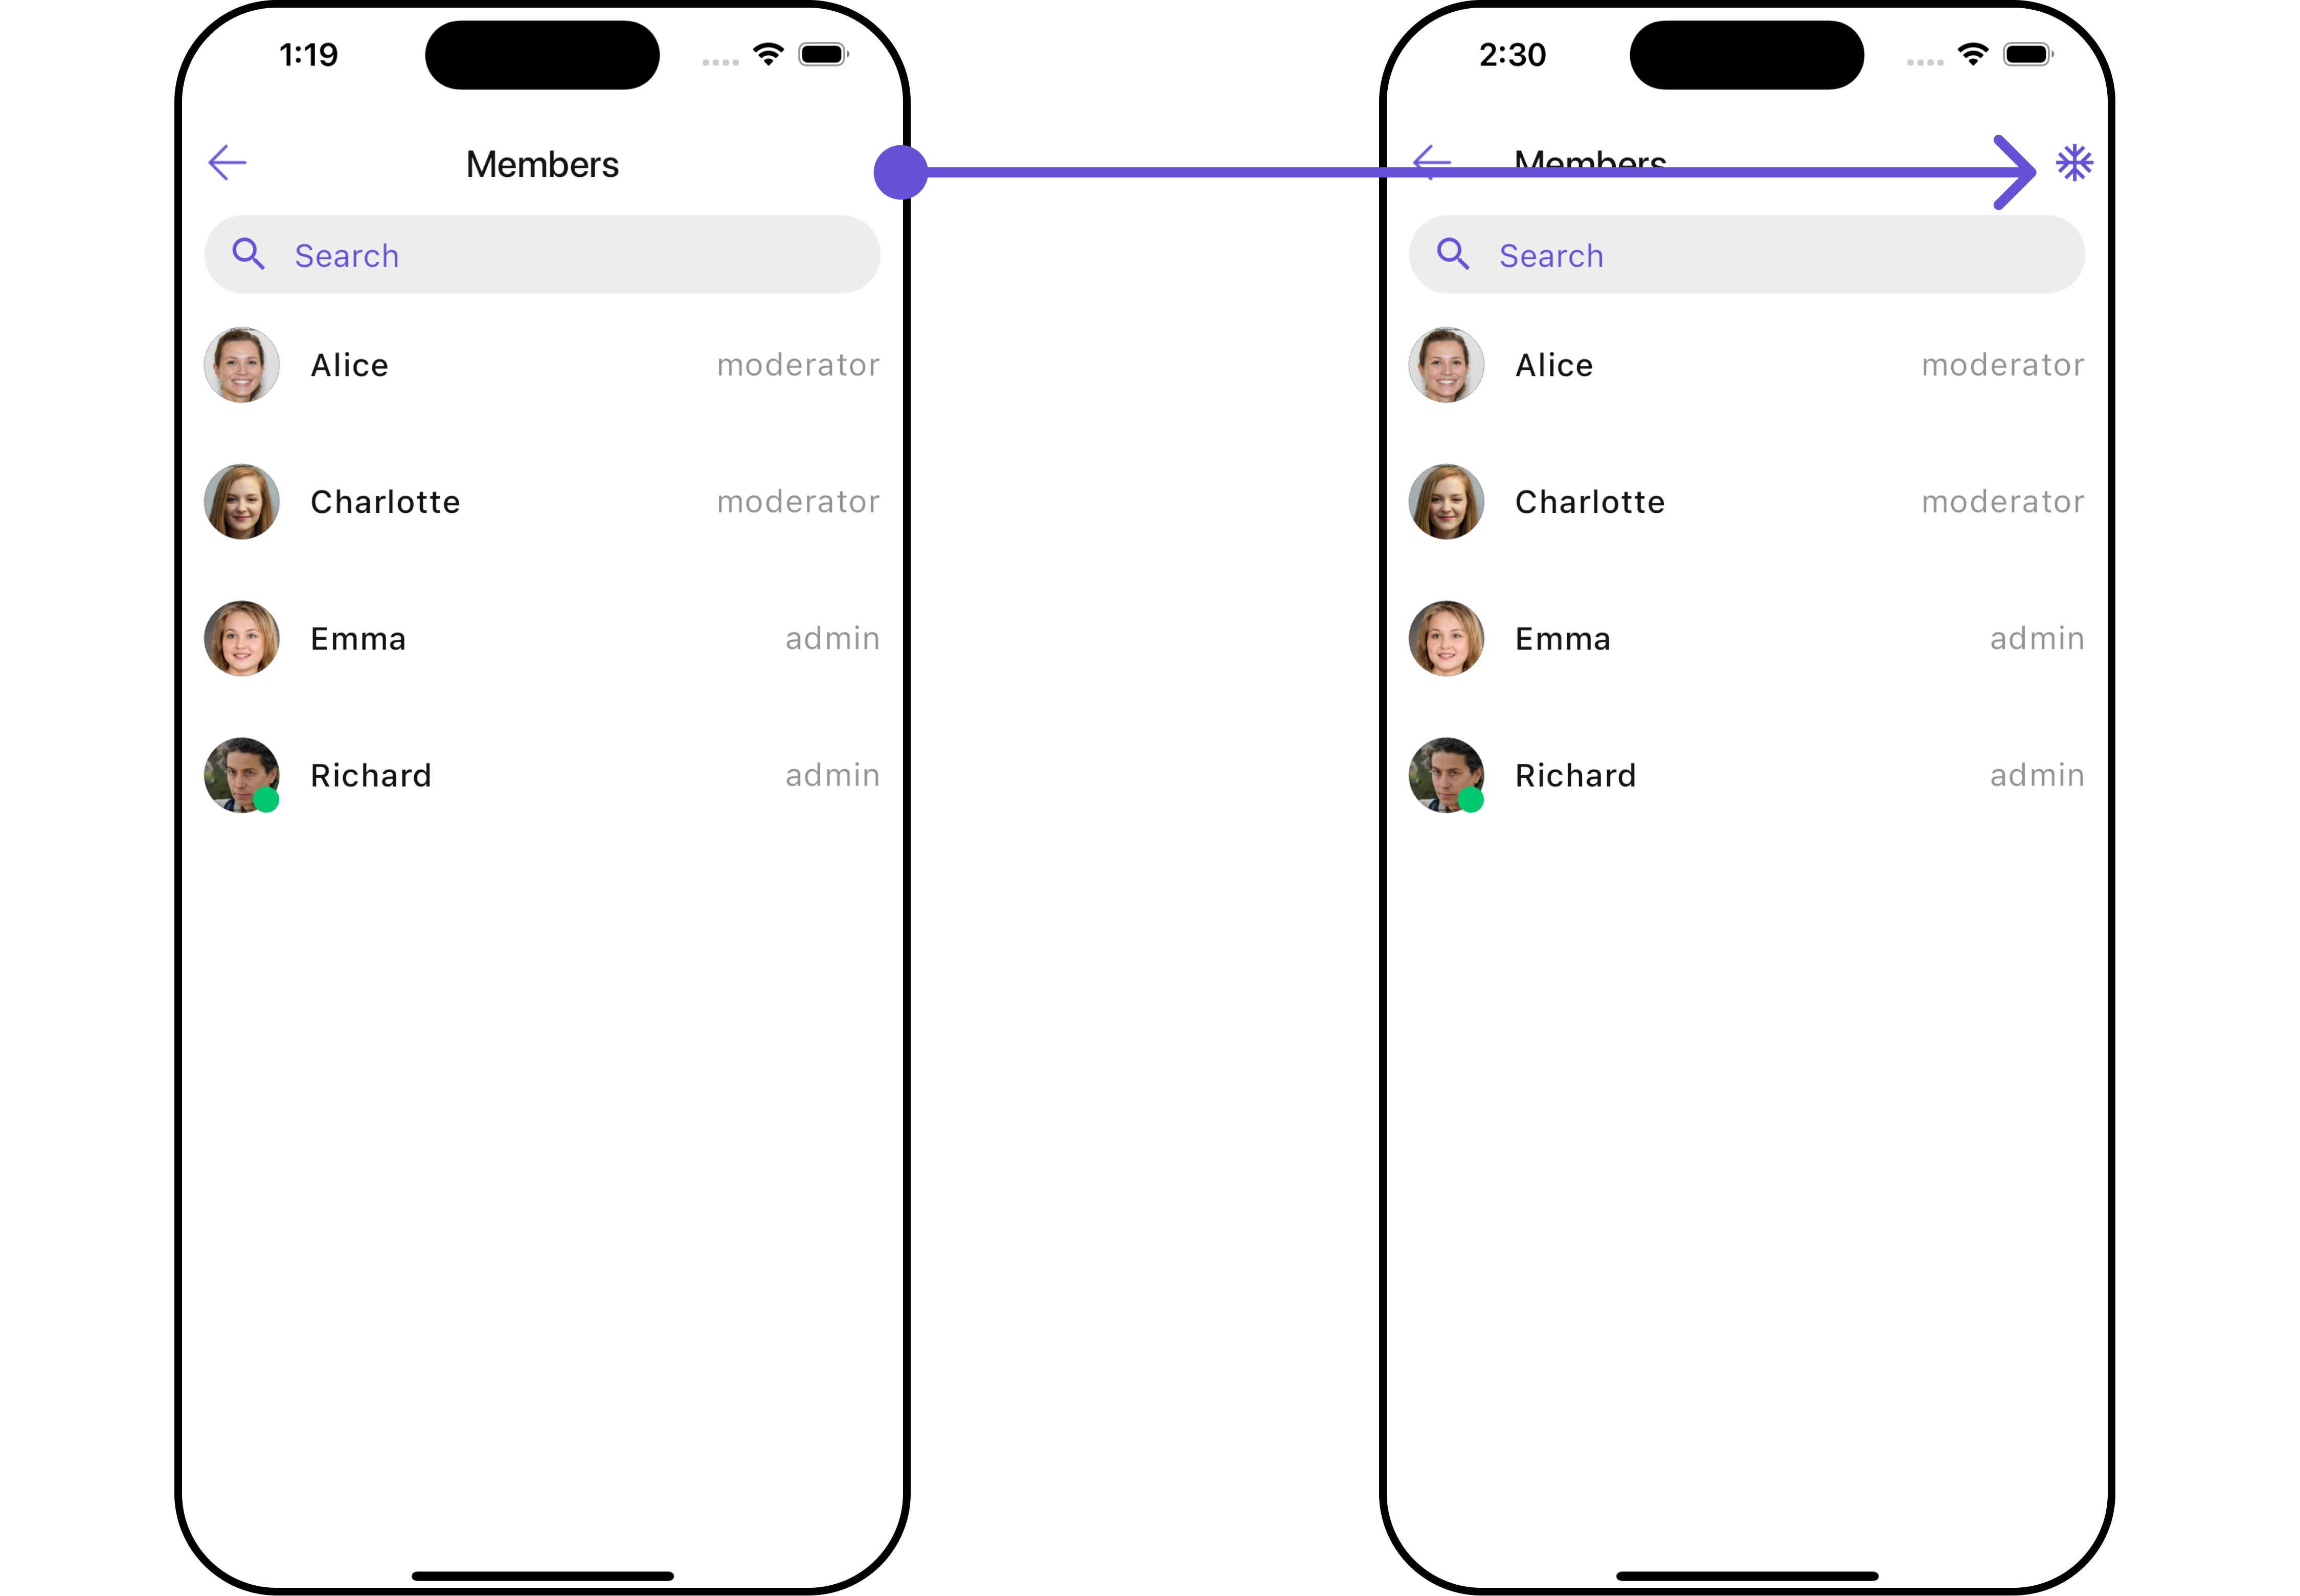 1:19
Members
Search
Alice moderator
Charlotte moderator
Emma admin
Richard admin
2:30
Members
Search
Alice moderator
Charlotte moderator
Emma admin
Richard admin